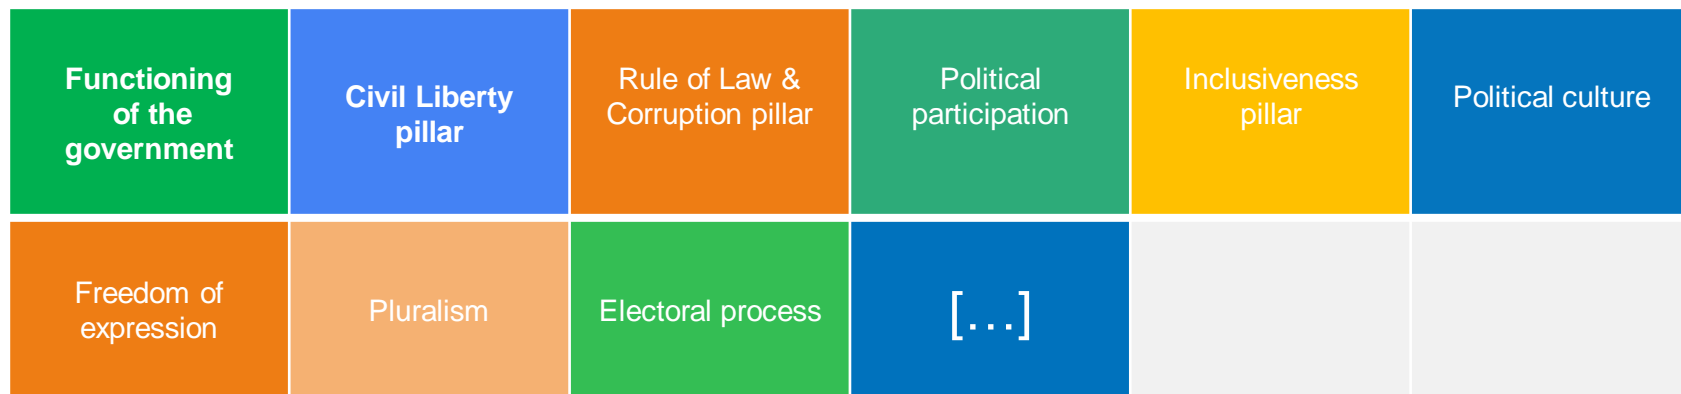 Functioning
of the
government
Civil Liberty
pillar
Rule of Law &
Corruption pillar
Political
participation
Inclusiveness
pillar
Political culture
Freedom of
expression
Pluralism
Electoral process
[…]